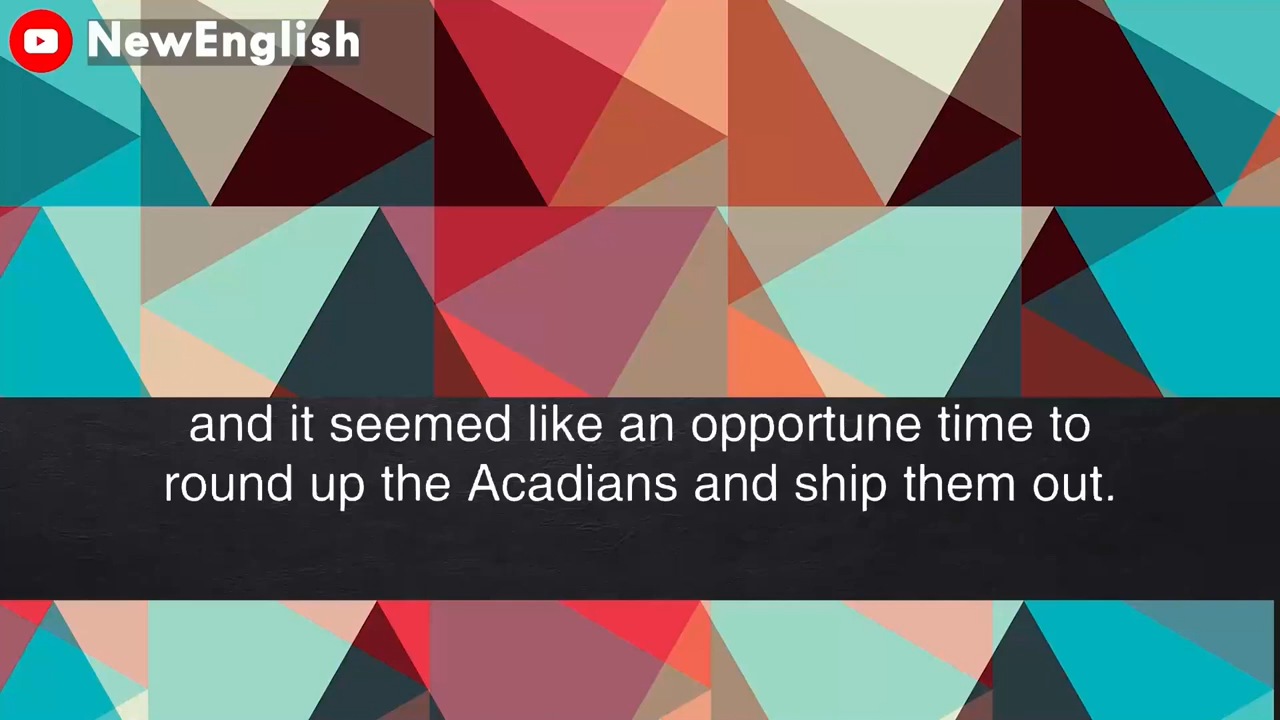 NewEnglish
and it seemed like an opportune time to
round up the Acadians and ship them out.